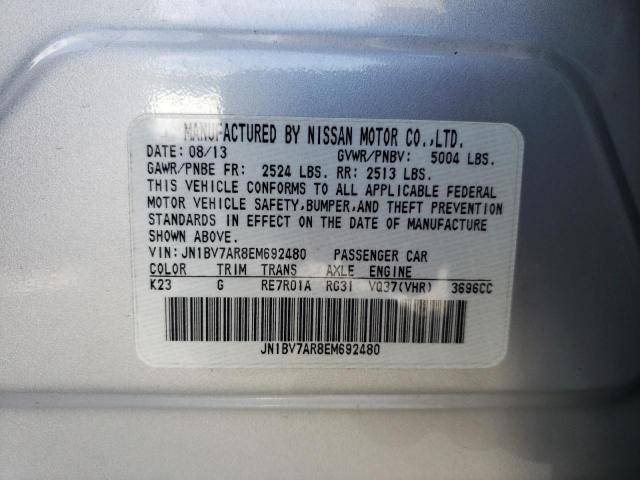 MANUFACTURED BY NISSAN MOTOR CO.,LTD.
DATE: 08/13 GVWR/PNBV: 5004 LBS.
GAWR/PNBE FR: 2524 LBS. RR: 2513 LBS.
THIS VEHICLE CONFORMS TO ALL APPLICABLE FEDERAL
MOTOR VEHICLE SAFETY,BUMPER,AND THEFT PREVENTION
STANDARDS IN EFFECT ON THE DATE OF MANUFACTURE
SHOWN ABOVE.
VIN: JN1BV7AR8EM692480 PASSENGER CAR
COLOR TRIM TRANS AXLE ENGINE
K23 G RE7R01A RG31 VQ37(VHR) 3696CC
JN1BV7AR8EM692480